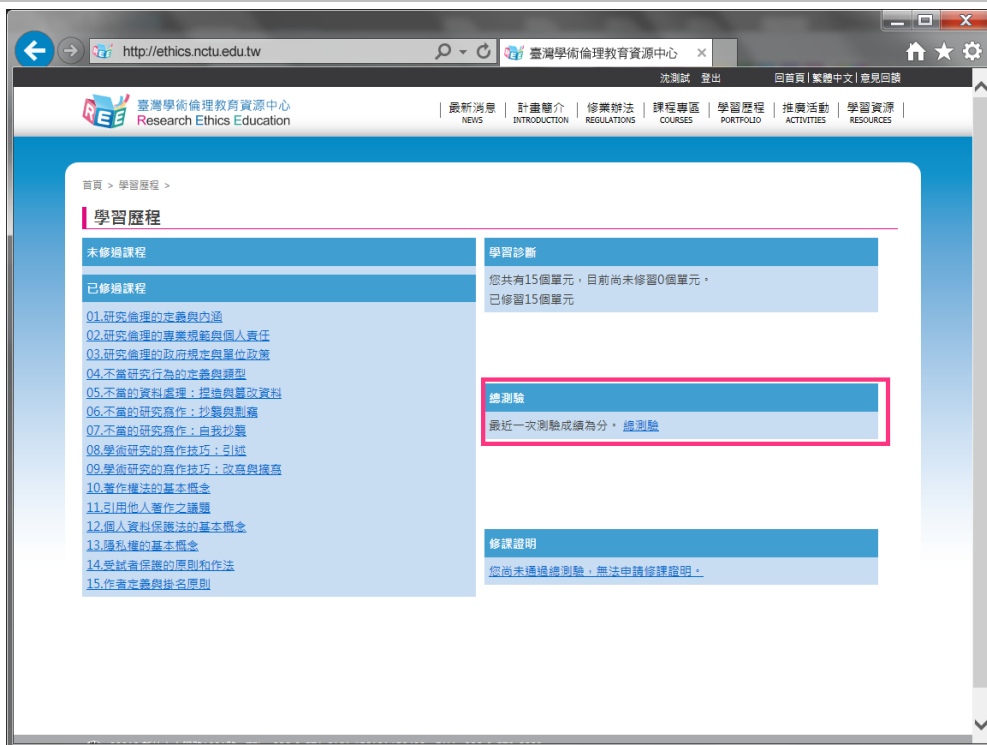 http://ethics.nctu.edu.tw
臺灣學術倫理教育資源中心
沈測試 登出 回首頁 | 繁體中文 | 意見回饋
臺灣學術倫理教育資源中心
Research Ethics Education
最新消息 | 計畫簡介 | 修業辦法 | 課程專區 | 學習歷程 | 推廣活動 | 學習資源
NEWS INTRODUCTION REGULATIONS COURSES PORTFOLIO ACTIVITIES RESOURCES
首頁 > 學習歷程 >
學習歷程
未修過課程
已修過課程
01.研究倫理的定義與內涵
02.研究倫理的專業規範與個人責任
03.研究倫理的政府規定與單位政策
04.不當研究行為的定義與類型
05.不當的資料處理：捏造與篡改資料
06.不當的研究寫作：抄襲與剽竊
07.不當的研究寫作：自我抄襲
08.學術研究的寫作技巧：引述
09.學術研究的寫作技巧：改寫與摘寫
10.著作權法的基本概念
11.引用他人著作之議題
12.個人資料保護法的基本概念
13.隱私權的基本概念
14.受試者保護的原則和作法
15.作者定義與掛名原則
學習診斷
您共有15個單元，目前尚未修習0個單元。
已修習15個單元
總測驗
最近一次測驗成績為分。 總測驗
修課證明
您尚未通過總測驗，無法申請修課證明。